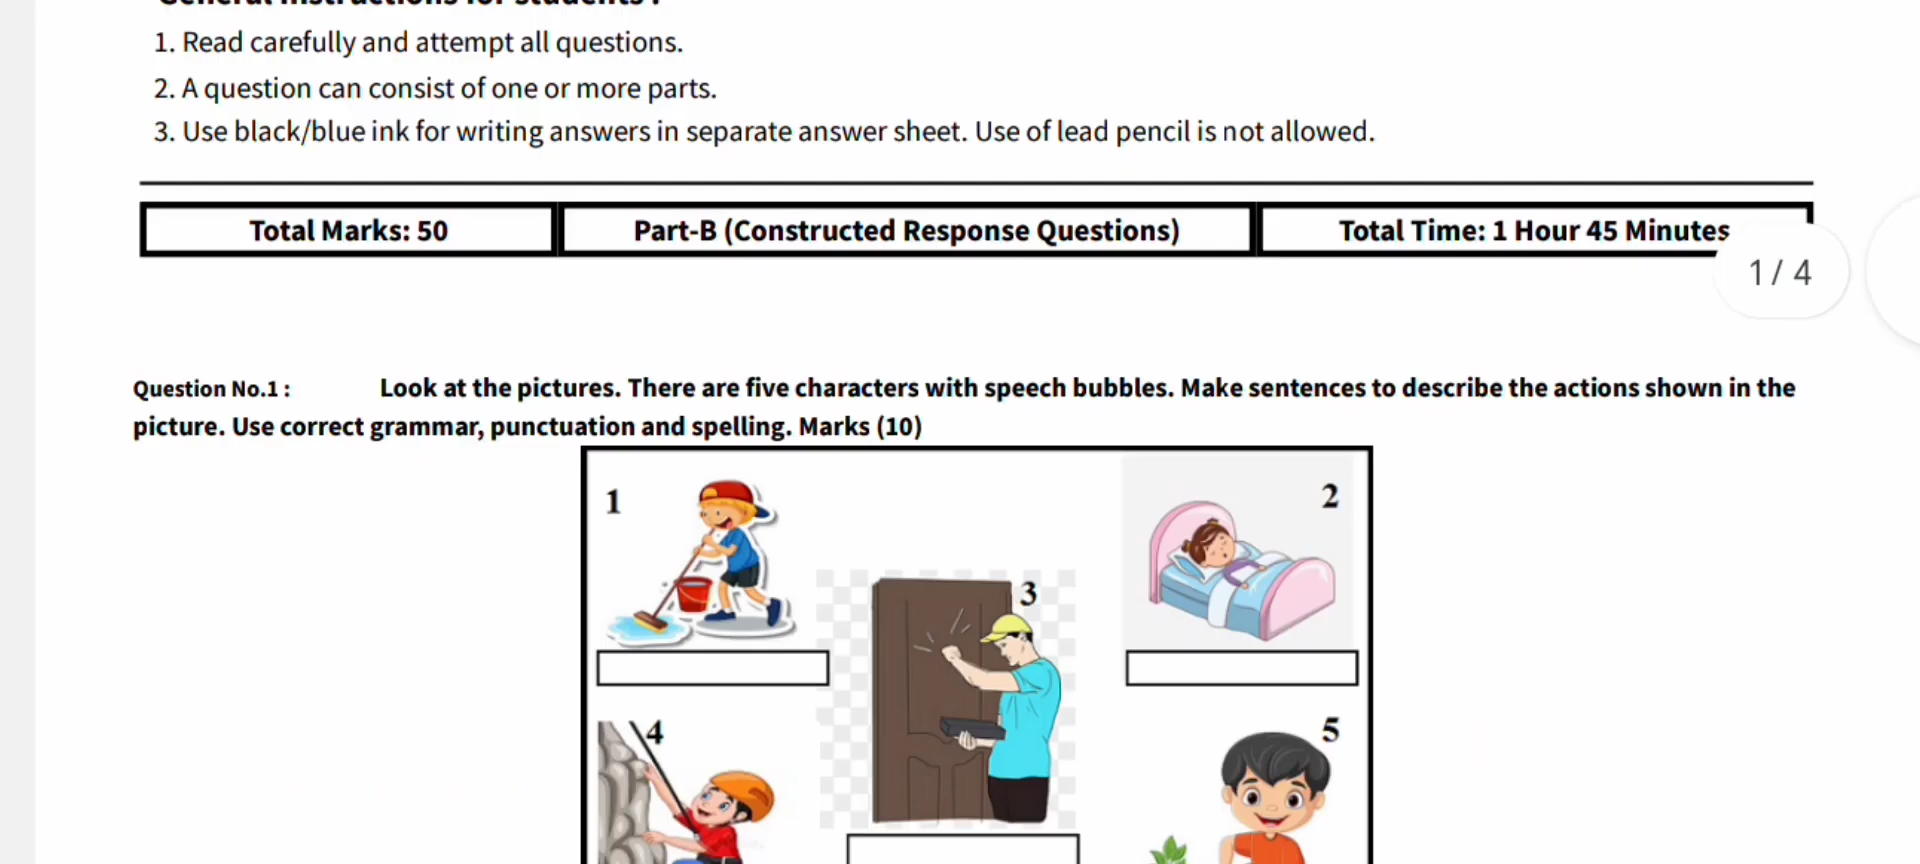 General Instructions for students :
1. Read carefully and attempt all questions.
2. A question can consist of one or more parts.
3. Use black/blue ink for writing answers in separate answer sheet. Use of lead pencil is not allowed.
Total Marks: 50
Part-B (Constructed Response Questions)
Total Time: 1 Hour 45 Minutes
1 / 4
Question No.1 : Look at the pictures. There are five characters with speech bubbles. Make sentences to describe the actions shown in the
picture. Use correct grammar, punctuation and spelling. Marks (10)
1
2
3
4
5